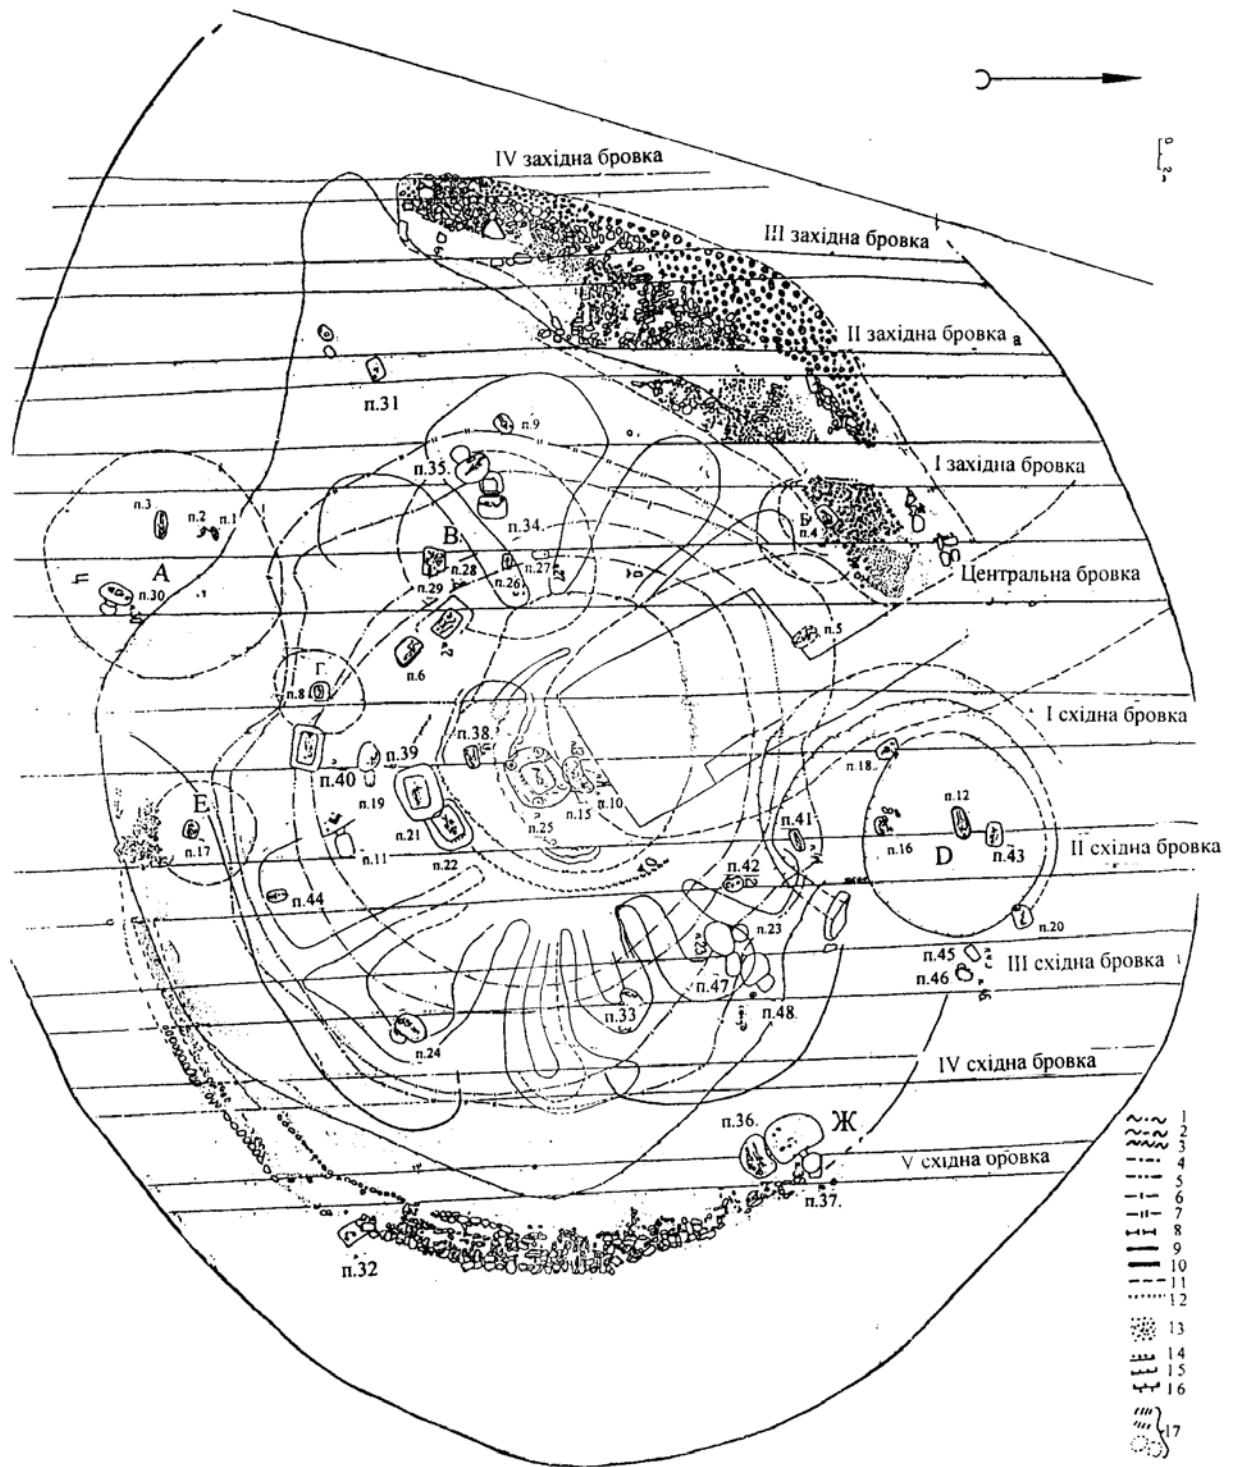 IV західна бровка
III західна бровка
II західна бровка а
п.31
п.9
п.35.
I західна бровка
п.3
п.2
п.1
п.34.
Б
п.4
В
А
п.28
п.29
п.26
п.27
Центральна бровка
п.30
п.5
п.6
Г
п.8
I східна бровка
п.38.
п.39
п.40
п.18.
п.19
п.10
п.15
п.12
Е
п.21
п.25
п.41
п.17
п.11
п.22
п.16
D
п.43
II східна бровка
п.42
п.44
п.23
п.20
п.45
III східна бровка
п.46
п.47
п.48.
п.33
п.24
IV східна бровка
п.36.
Ж
V східна бровка
п.37.
п.32
1
2
3
4
5
6
7
8
9
10
11
12
13
14
15
16
17